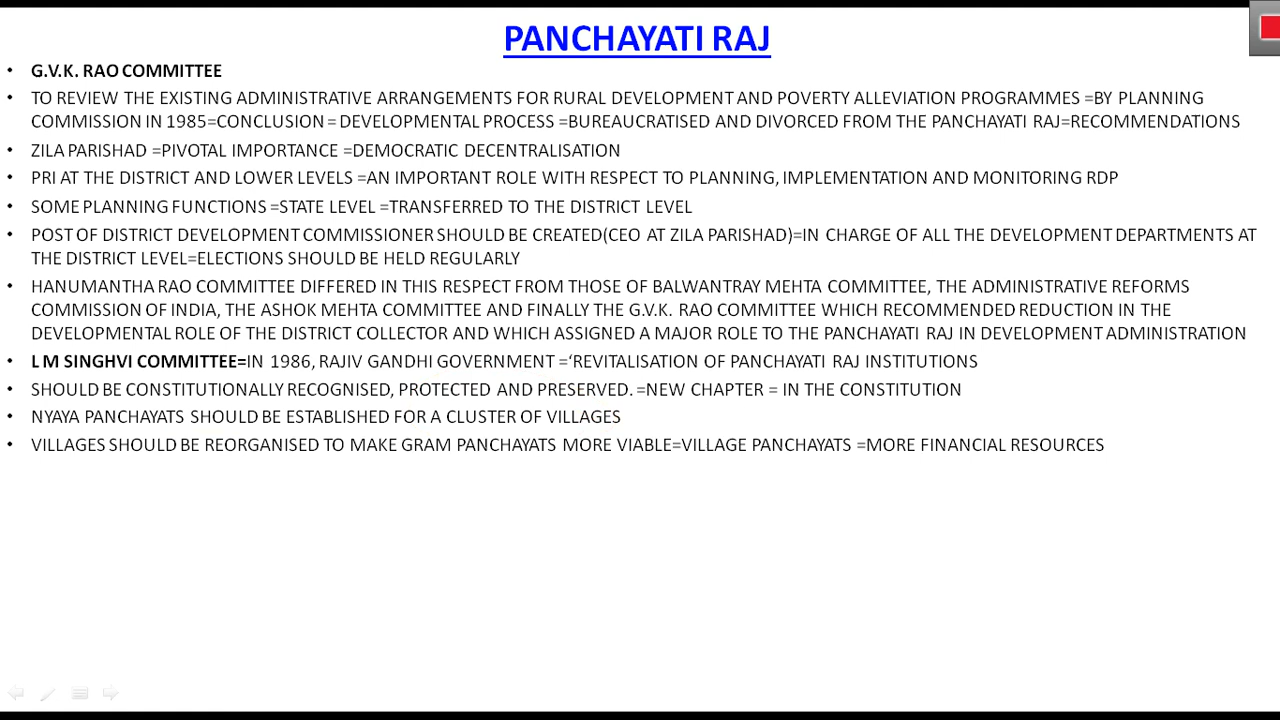 PANCHAYATI RAJ
• G.V.K. RAO COMMITTEE
• TO REVIEW THE EXISTING ADMINISTRATIVE ARRANGEMENTS FOR RURAL DEVELOPMENT AND POVERTY ALLEVIATION PROGRAMMES =BY PLANNING
COMMISSION IN 1985=CONCLUSION= DEVELOPMENTAL PROCESS =BUREAUCRATISED AND DIVORCED FROM THE PANCHAYATI RAJ=RECOMMENDATIONS
• ZILA PARISHAD =PIVOTAL IMPORTANCE =DEMOCRATIC DECENTRALISATION
• PRI AT THE DISTRICT AND LOWER LEVELS =AN IMPORTANT ROLE WITH RESPECT TO PLANNING, IMPLEMENTATION AND MONITORING RDP
• SOME PLANNING FUNCTIONS =STATE LEVEL =TRANSFERRED TO THE DISTRICT LEVEL
• POST OF DISTRICT DEVELOPMENT COMMISSIONER SHOULD BE CREATED(CEO AT ZILA PARISHAD)=IN CHARGE OF ALL THE DEVELOPMENT DEPARTMENTS AT
THE DISTRICT LEVEL=ELECTIONS SHOULD BE HELD REGULARLY
• HANUMANTHA RAO COMMITTEE DIFFERED IN THIS RESPECT FROM THOSE OF BALWANTRAY MEHTA COMMITTEE, THE ADMINISTRATIVE REFORMS
COMMISSION OF INDIA, THE ASHOK MEHTA COMMITTEE AND FINALLY THE G.V.K. RAO COMMITTEE WHICH RECOMMENDED REDUCTION IN THE
DEVELOPMENTAL ROLE OF THE DISTRICT COLLECTOR AND WHICH ASSIGNED A MAJOR ROLE TO THE PANCHAYATI RAJ IN DEVELOPMENT ADMINISTRATION
• L M SINGHVI COMMITTEE=IN 1986, RAJIV GANDHI GOVERNMENT =‘REVITALISATION OF PANCHAYATI RAJ INSTITUTIONS
• SHOULD BE CONSTITUTIONALLY RECOGNISED, PROTECTED AND PRESERVED. =NEW CHAPTER = IN THE CONSTITUTION
• NYAYA PANCHAYATS SHOULD BE ESTABLISHED FOR A CLUSTER OF VILLAGES
• VILLAGES SHOULD BE REORGANISED TO MAKE GRAM PANCHAYATS MORE VIABLE=VILLAGE PANCHAYATS =MORE FINANCIAL RESOURCES